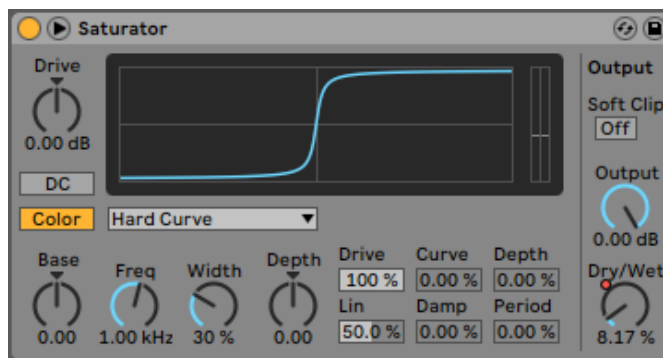 Saturator
Drive
0.00 dB
DC
Color
Hard Curve
Base
0.00
Freq
1.00 kHz
Width
30 %
Depth
0.00
Drive
100 %
Curve
0.00 %
Depth
0.00 %
Lin
50.0 %
Damp
0.00 %
Period
0.00 %
Output
Soft Clip
Off
Output
0.00 dB
Dry/Wet
8.17 %